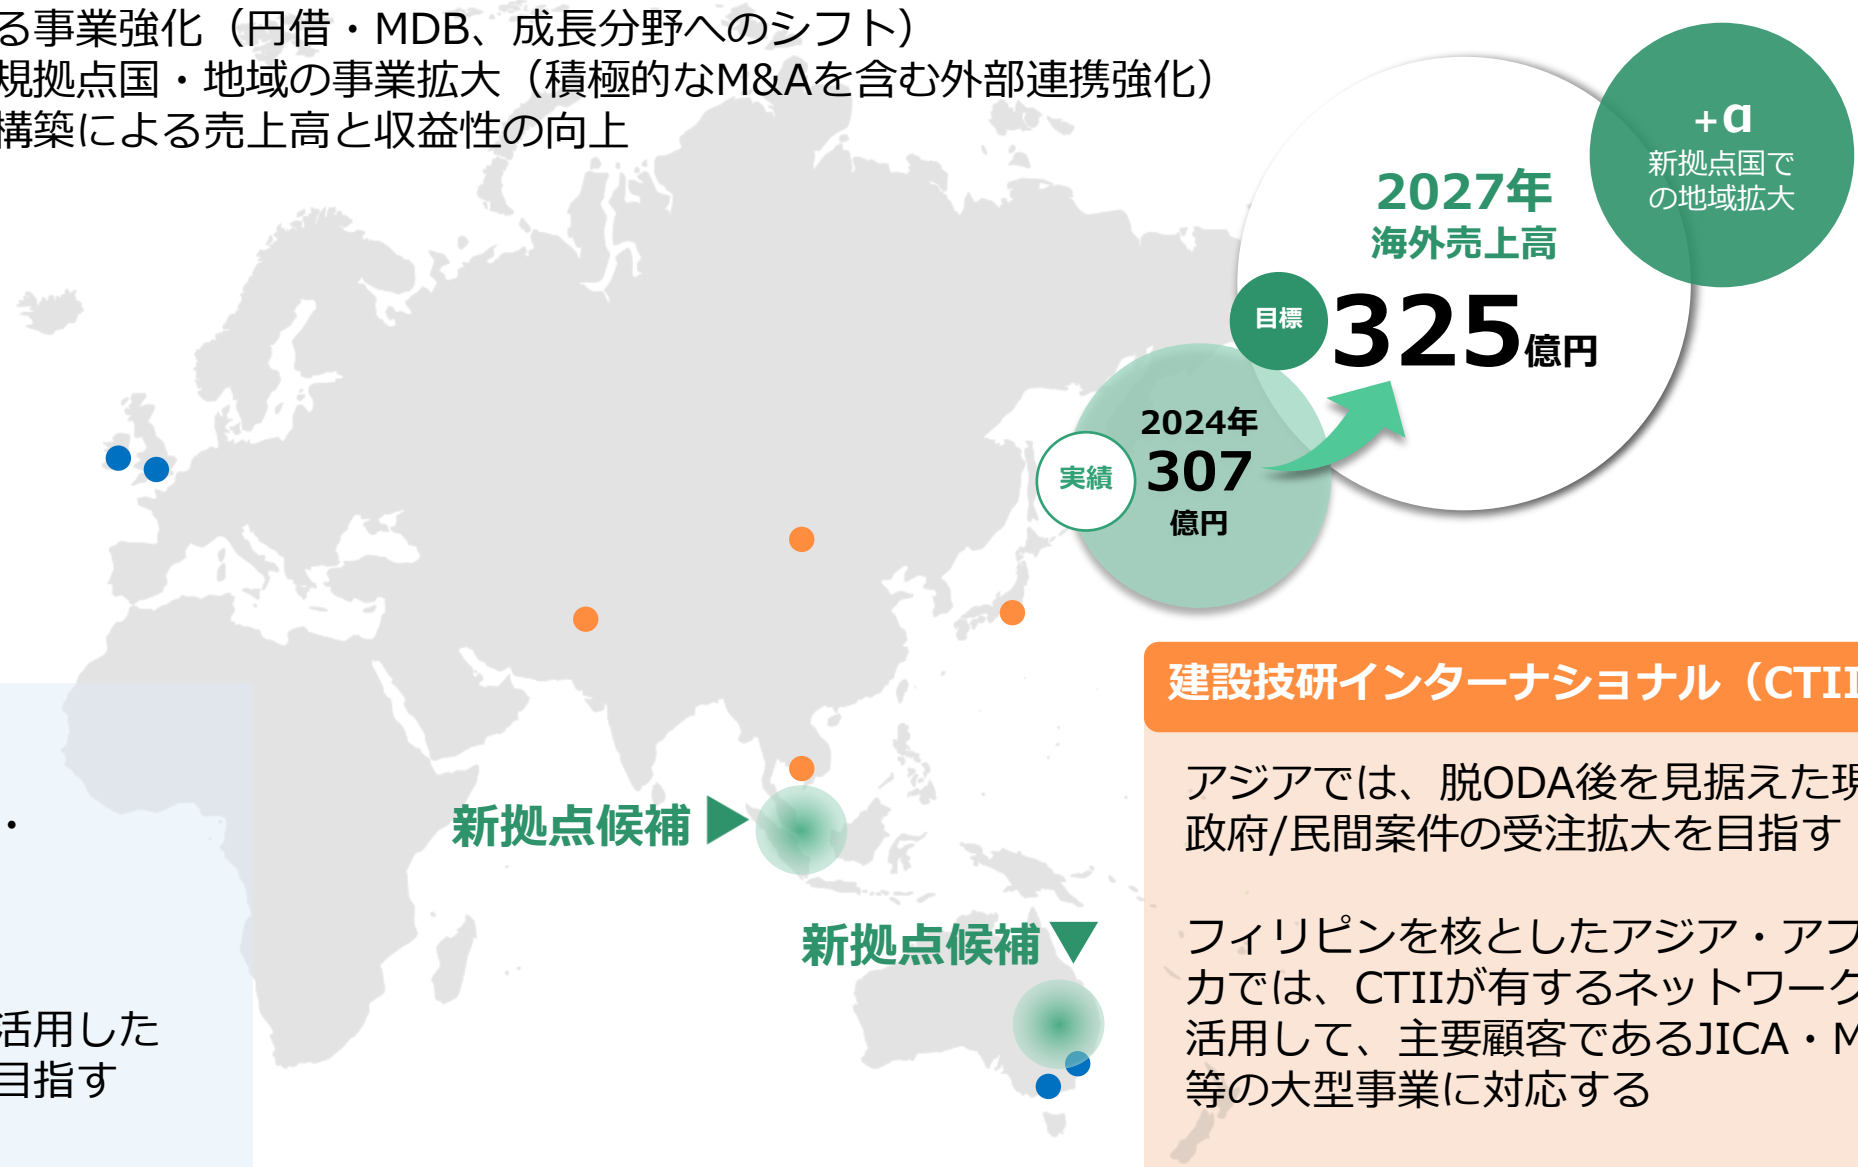 る事業強化（円借・MDB、成長分野へのシフト）
規拠点国・地域の事業拡大（積極的なM&Aを含む外部連携強化）
構築による売上高と収益性の向上
+α
新拠点国で
の地域拡大
2027年
海外売上高
目標
325億円
2024年
実績
307
億円
建設技研インターナショナル（CTII
アジアでは、脱ODA後を見据えた現
政府/民間案件の受注拡大を目指す
フィリピンを核としたアジア・アフ
カでは、CTIIが有するネットワーク
活用して、主要顧客であるJICA・M
等の大型事業に対応する
新拠点候補
新拠点候補
・
活用した
目指す